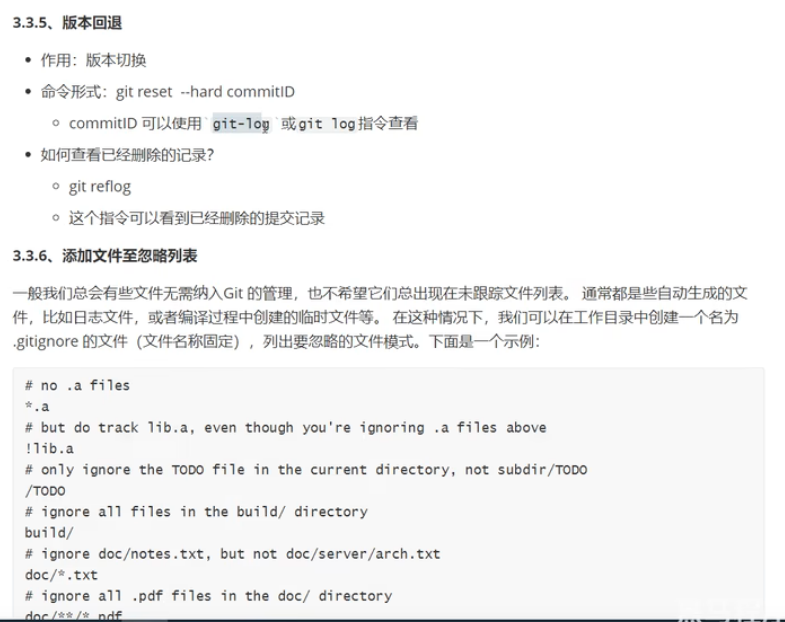 3.3.5、版本回退
作用：版本切换
命令形式：git reset --hard commitID
commitID 可以使用`git-log`或git log指令查看
如何查看已经删除的记录？
git reflog
这个指令可以看到已经删除的提交记录
3.3.6、添加文件至忽略列表
一般我们总会有些文件无需纳入Git 的管理，也不希望它们总出现在未跟踪文件列表。 通常都是些自动生成的文
件，比如日志文件，或者编译过程中创建的临时文件等。 在这种情况下，我们可以在工作目录中创建一个名为
.gitignore 的文件（文件名称固定），列出要忽略的文件模式。下面是一个示例：
# no .a files
*.a
# but do track lib.a, even though you're ignoring .a files above
!lib.a
# only ignore the TODO file in the current directory, not subdir/TODO
/TODO
# ignore all files in the build/ directory
build/
# ignore doc/notes.txt, but not doc/server/arch.txt
doc/*.txt
# ignore all .pdf files in the doc/ directory
doc/**/*.pdf